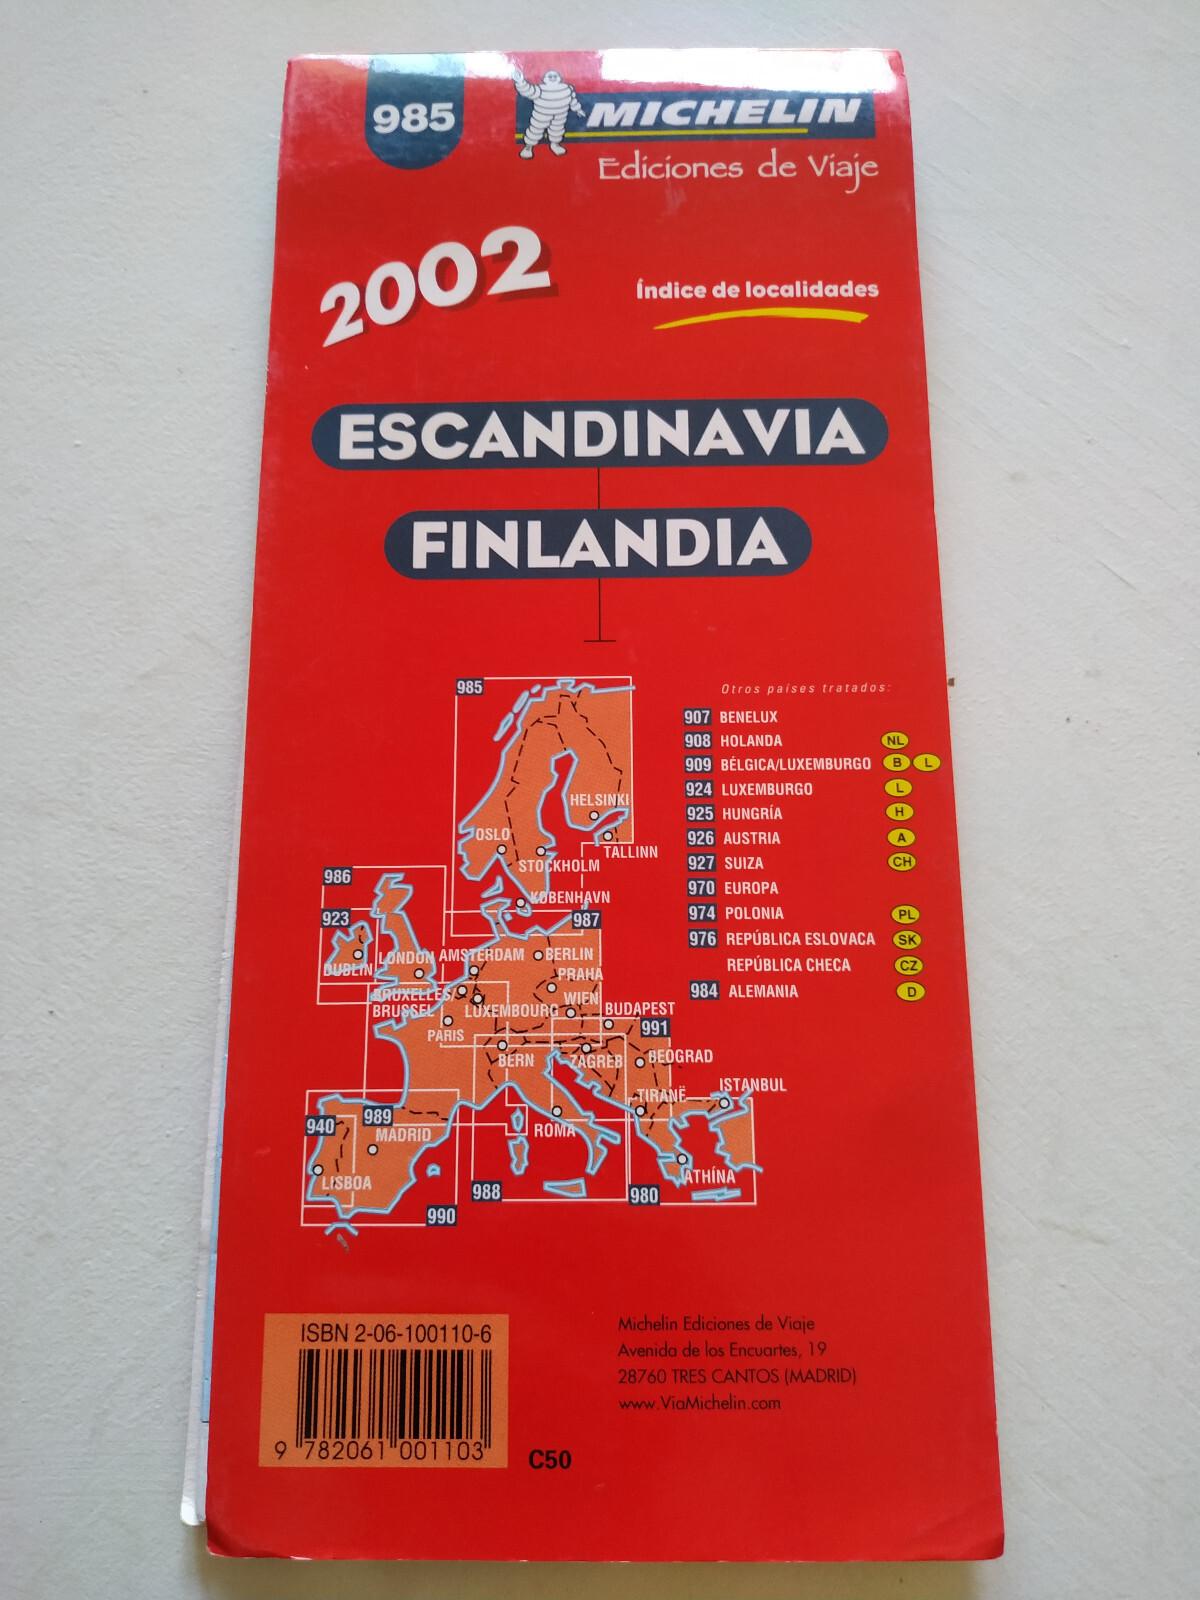 985
MICHELIN
Ediciones de Viaje
2002
Índice de localidades
ESCANDINAVIA
FINLANDIA
Otros países tratados:
907 BENELUX
908 HOLANDA NL
909 BÉLGICA/LUXEMBURGO B L
924 LUXEMBURGO L
925 HUNGRÍA H
926 AUSTRIA A
927 SUIZA CH
970 EUROPA
974 POLONIA PL
976 REPÚBLICA ESLOVACA SK
REPÚBLICA CHECA CZ
984 ALEMANIA D
985
HELSINKI
OSLO
TALLINN
STOCKHOLM
KØBENHAVN
986
923
987
DUBLIN
LONDON
AMSTERDAM
BERLIN
PRAHA
BRUXELLES/
BRUSSEL
LUXEMBOURG
WIEN
BUDAPEST
PARIS
991
BERN
ZAGREB
BEOGRAD
TIRANË
ISTANBUL
989
940
MADRID
ROMA
LISBOA
ATHÍNA
988
980
990
ISBN 2-06-100110-6
9 782061 001103
C50
Michelin Ediciones de Viaje
Avenida de los Encuartes, 19
28760 TRES CANTOS (MADRID)
www.ViaMichelin.com